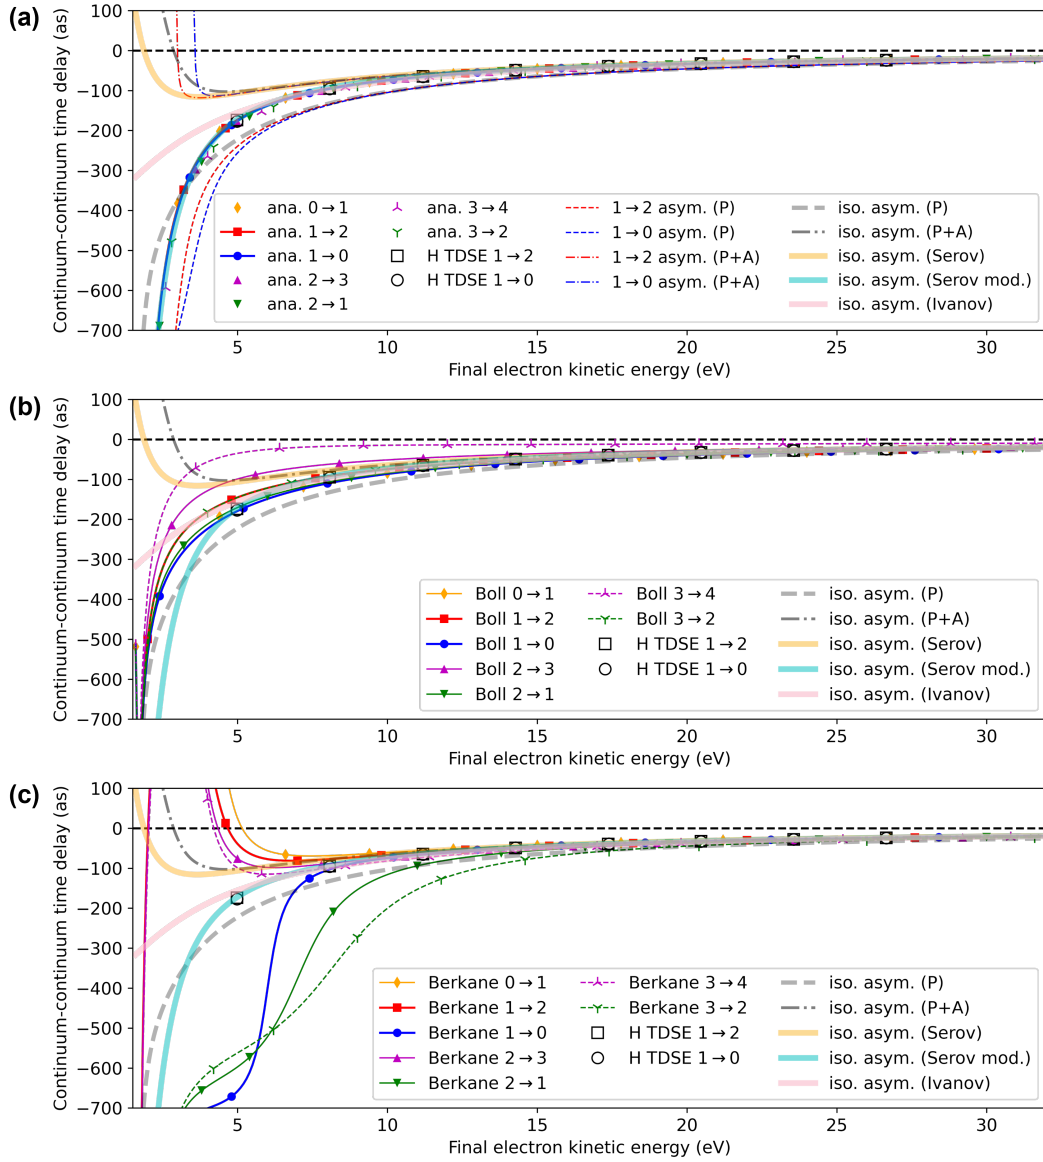 (a)
Continuum-continuum time delay (as)
100
0
−100
−200
−300
−400
−500
−600
−700
ana. 0→1
ana. 1→2
ana. 1→0
ana. 2→3
ana. 2→1
ana. 3→4
ana. 3→2
H TDSE 1→2
H TDSE 1→0
1→2 asym. (P)
1→0 asym. (P)
1→2 asym. (P+A)
1→0 asym. (P+A)
iso. asym. (P)
iso. asym. (P+A)
iso. asym. (Serov)
iso. asym. (Serov mod.)
iso. asym. (Ivanov)
5 10 15 20 25 30
Final electron kinetic energy (eV)
(b)
Continuum-continuum time delay (as)
100
0
−100
−200
−300
−400
−500
−600
−700
Boll 0→1
Boll 1→2
Boll 1→0
Boll 2→3
Boll 2→1
Boll 3→4
Boll 3→2
H TDSE 1→2
H TDSE 1→0
iso. asym. (P)
iso. asym. (P+A)
iso. asym. (Serov)
iso. asym. (Serov mod.)
iso. asym. (Ivanov)
5 10 15 20 25 30
Final electron kinetic energy (eV)
(c)
Continuum-continuum time delay (as)
100
0
−100
−200
−300
−400
−500
−600
−700
Berkane 0→1
Berkane 1→2
Berkane 1→0
Berkane 2→3
Berkane 2→1
Berkane 3→4
Berkane 3→2
H TDSE 1→2
H TDSE 1→0
iso. asym. (P)
iso. asym. (P+A)
iso. asym. (Serov)
iso. asym. (Serov mod.)
iso. asym. (Ivanov)
5 10 15 20 25 30
Final electron kinetic energy (eV)